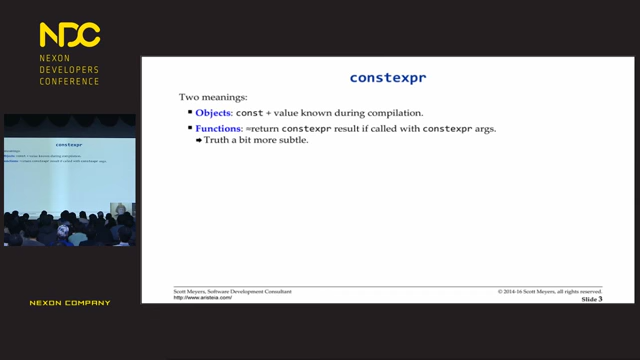 NDC
NEXON
DEVELOPERS
CONFERENCE
constexpr
Two meanings:
▪ Objects: const + value known during compilation.
▪ Functions: ≈return constexpr result if called with constexpr args.
➡ Truth a bit more subtle.
Scott Meyers, Software Development Consultant
http://www.aristeia.com/
© 2014-16 Scott Meyers, all rights reserved.
Slide 3
constexpr
NEXON COMPANY